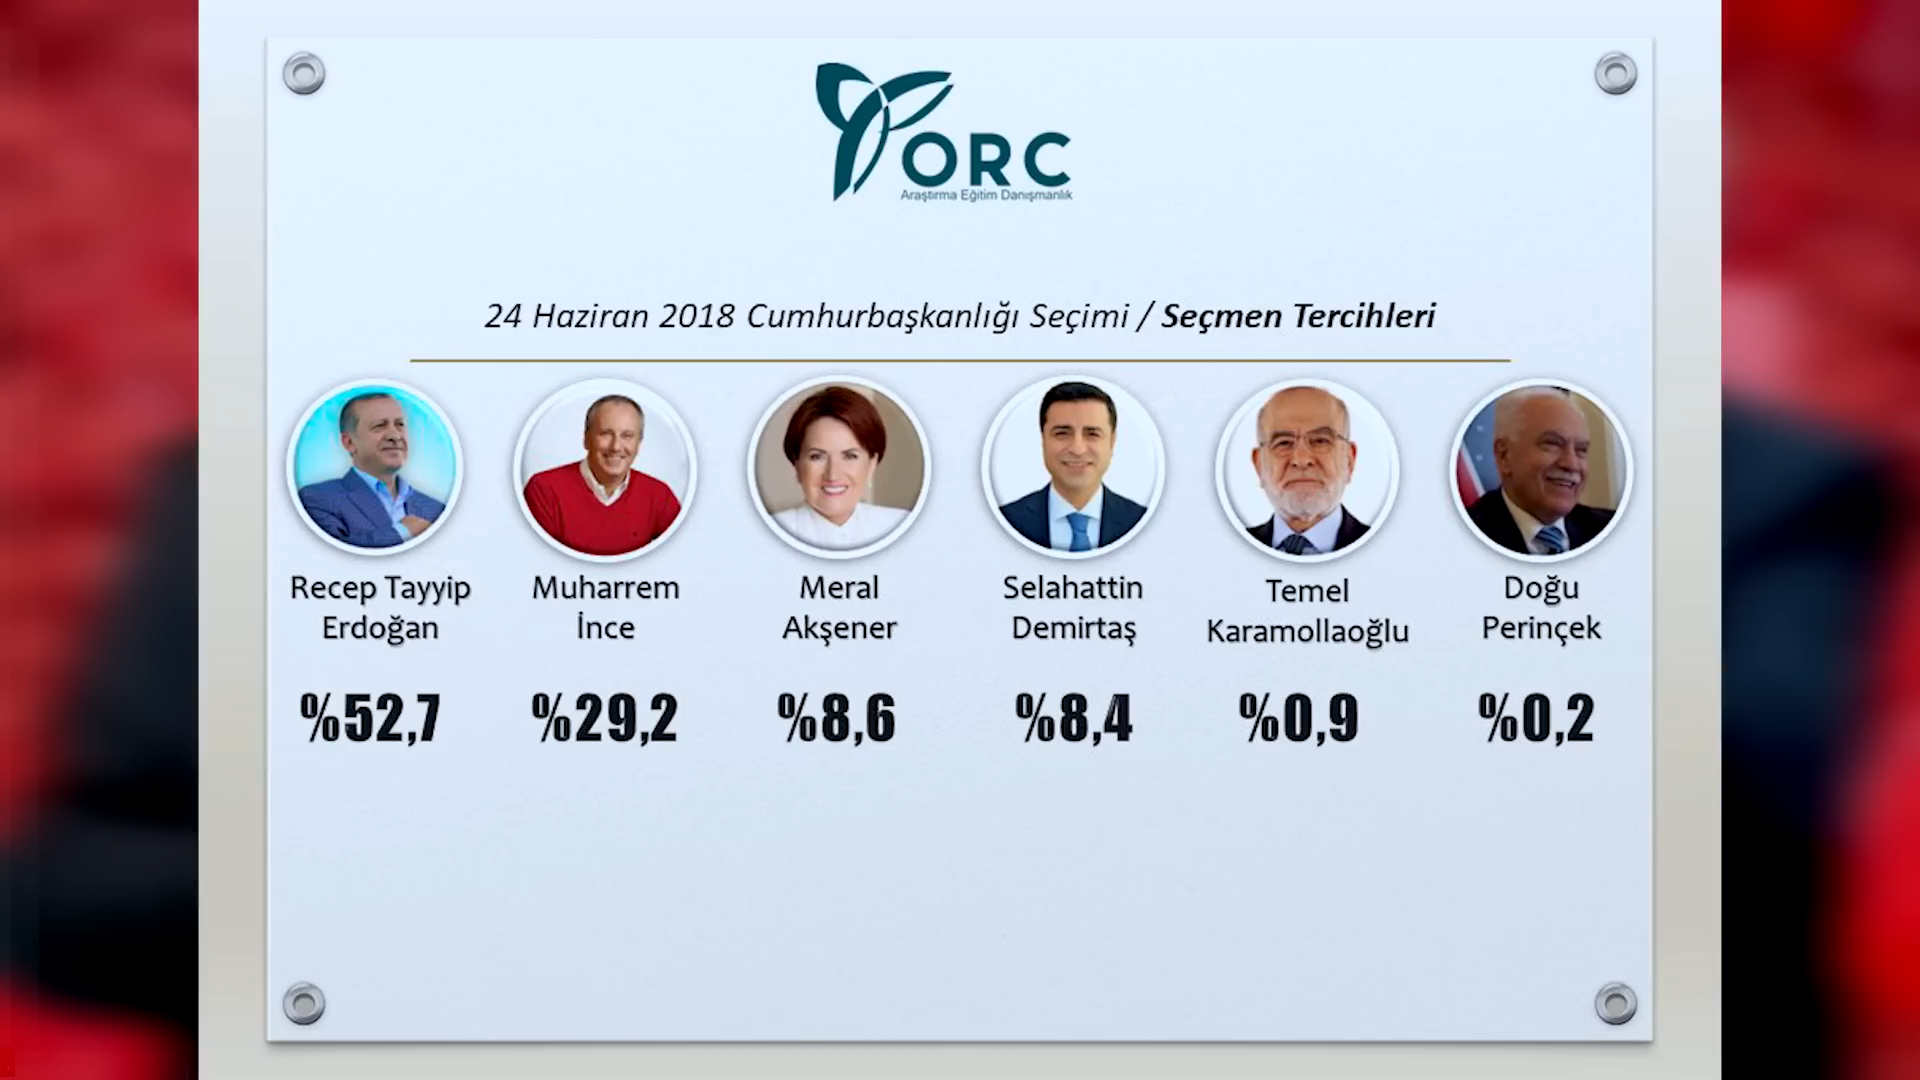 ORC
Araştırma Eğitim Danışmanlık
24 Haziran 2018 Cumhurbaşkanlığı Seçimi / Seçmen Tercihleri
Recep Tayyip
Erdoğan
%52,7
Muharrem
İnce
%29,2
Meral
Akşener
%8,6
Selahattin
Demirtaş
%8,4
Temel
Karamollaoğlu
%0,9
Doğu
Perinçek
%0,2